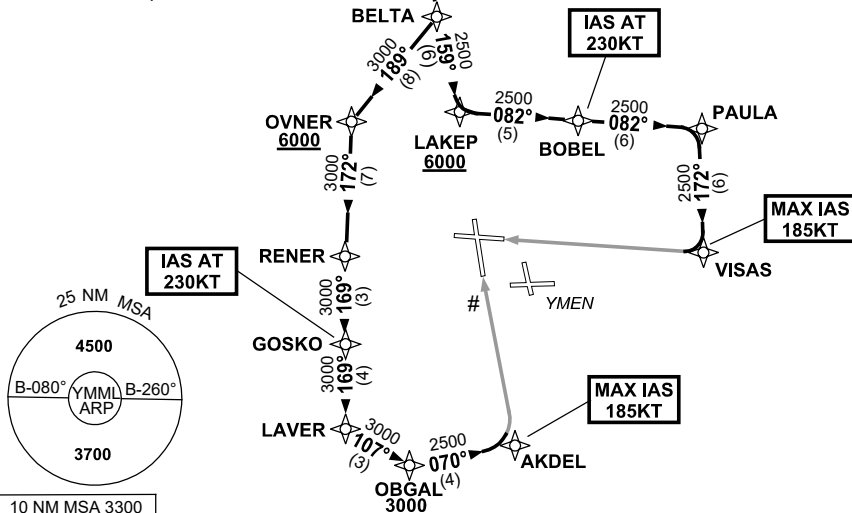 BELTA
IAS AT
230KT
3000
189°
(8)
2500
159°
(6)
OVNER
6000
LAKEP
6000
2500
082°
(5)
BOBEL
2500
082°
(6)
PAULA
3000
172°
(7)
2500
172°
(6)
MAX IAS
185KT
VISAS
RENER
IAS AT
230KT
3000
169°
(3)
#
YMEN
25 NM MSA
4500
B-080°
YMML
ARP
B-260°
3700
10 NM MSA 3300
GOSKO
3000
169°
(4)
MAX IAS
185KT
LAVER
3000
107°
(3)
OBGAL
3000
2500
070°
(4)
AKDEL